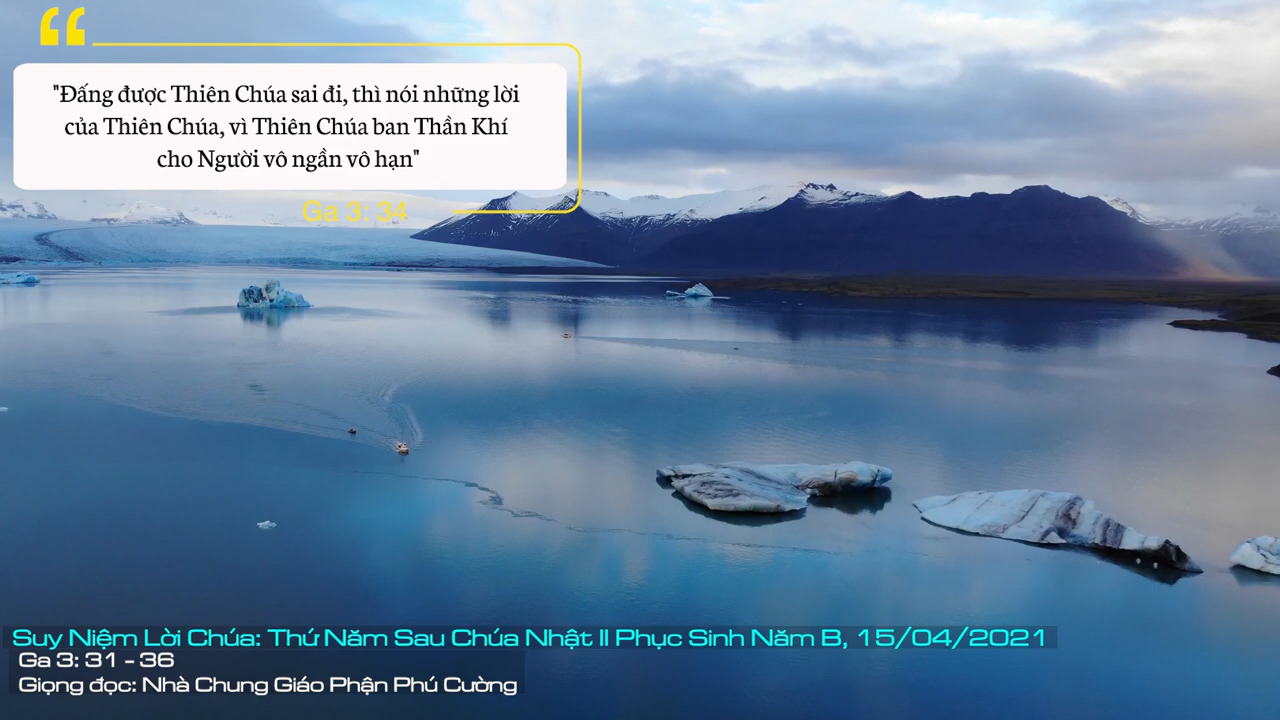 "Đấng được Thiên Chúa sai đi, thì nói những lời
của Thiên Chúa, vì Thiên Chúa ban Thần Khí
cho Người vô ngần vô hạn"
Ga 3: 34
Suy Niệm Lời Chúa: Thứ Năm Sau Chúa Nhật II Phục Sinh Năm B, 15/04/2021
Ga 3: 31 - 36
Giọng đọc: Nhà Chung Giáo Phận Phú Cường